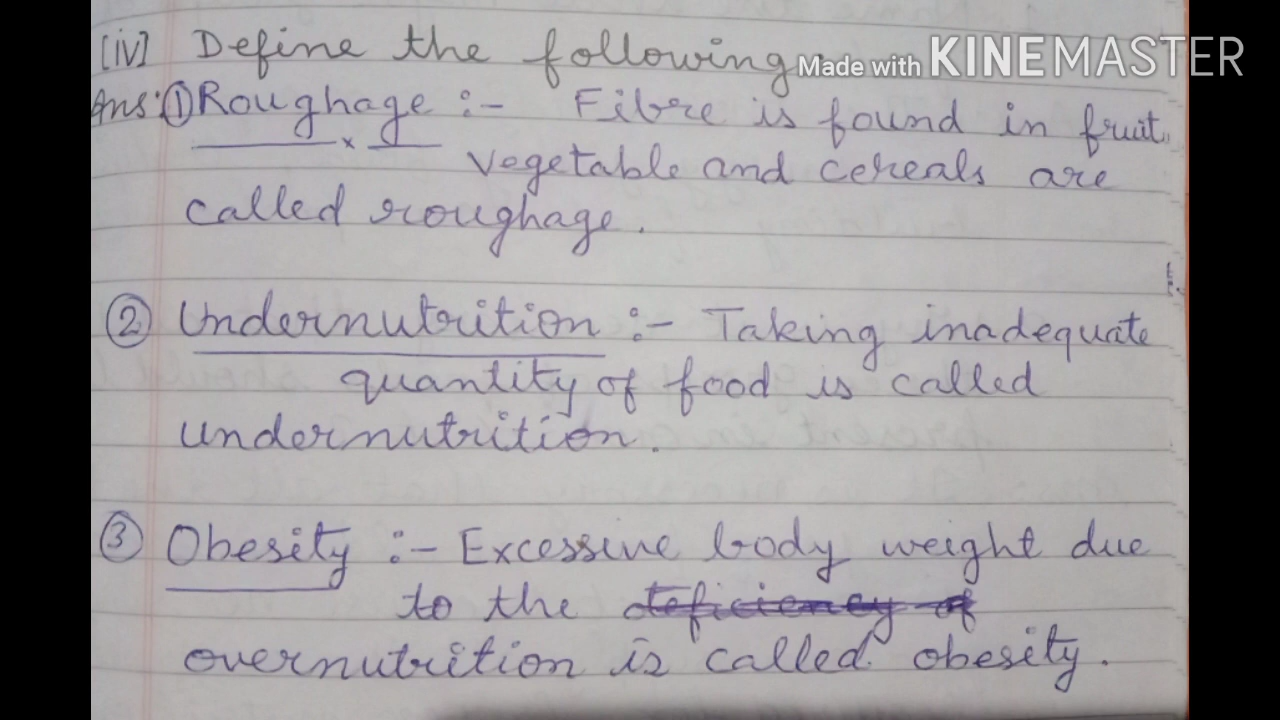 [iv] Define the following
Made with KINEMASTER
Ans: ① Roughage :- Fibre is found in fruit
vegetable and cereals are
called roughage.
② Undernutrition :- Taking inadequate
quantity of food is called
undernutrition.
③ Obesity :- Excessive body weight due
to the deficiency of
overnutrition is called obesity.